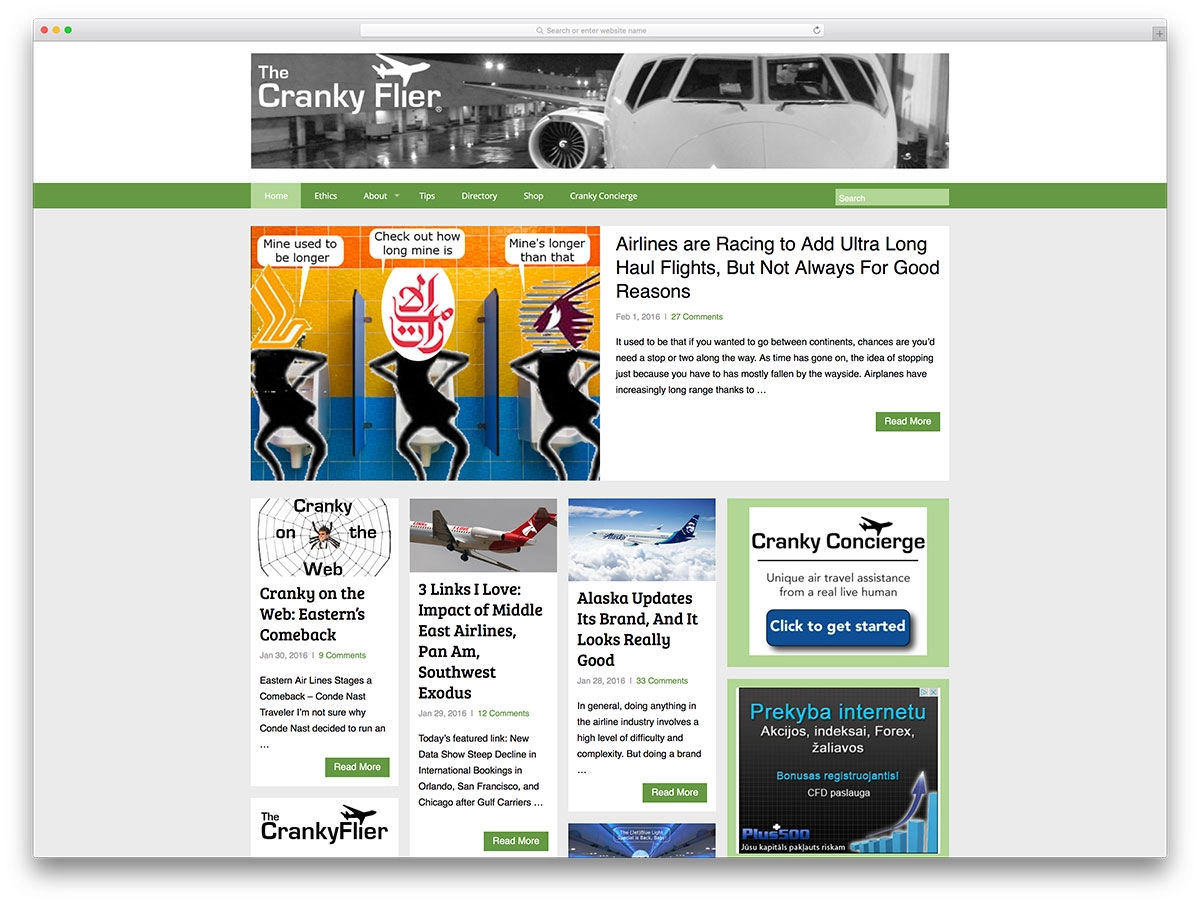 Search or enter website name
The
Cranky Flier
Home Ethics About Tips Directory Shop Cranky Concierge
Search
Mine used to
be longer
Check out how
long mine is
Mine's longer
than that
Airlines are Racing to Add Ultra Long
Haul Flights, But Not Always For Good
Reasons
Feb 1, 2016 | 27 Comments
It used to be that if you wanted to go between continents, chances are you'd
need a stop or two along the way. As time has gone on, the idea of stopping
just because you have to has mostly fallen by the wayside. Airplanes have
increasingly long range thanks to …
Read More
Cranky
on the
Web
Cranky on the
Web: Eastern's
Comeback
Jan 30, 2016 | 9 Comments
Eastern Air Lines Stages a
Comeback – Conde Nast
Traveler I'm not sure why
Conde Nast decided to run an
…
Read More
The
CrankyFlier
3 Links I Love:
Impact of Middle
East Airlines,
Pan Am,
Southwest
Exodus
Jan 29, 2016 | 12 Comments
Today's featured link: New
Data Show Steep Decline in
International Bookings in
Orlando, San Francisco, and
Chicago after Gulf Carriers …
Read More
Alaska
Alaska Updates
Its Brand, And It
Looks Really
Good
Jan 28, 2016 | 33 Comments
In general, doing anything in
the airline industry involves a
high level of difficulty and
complexity. But doing a brand
…
Read More
The (Jet)Blue Light
Special is Back, Baby!
Cranky Concierge
Unique air travel assistance
from a real live human
Click to get started
Prekyba internetu
Akcijos, indeksai, Forex,
žaliavos
Bonusas registruojantis!
CFD paslauga
Plus500
Jūsu kapitāls pakļauts riskam